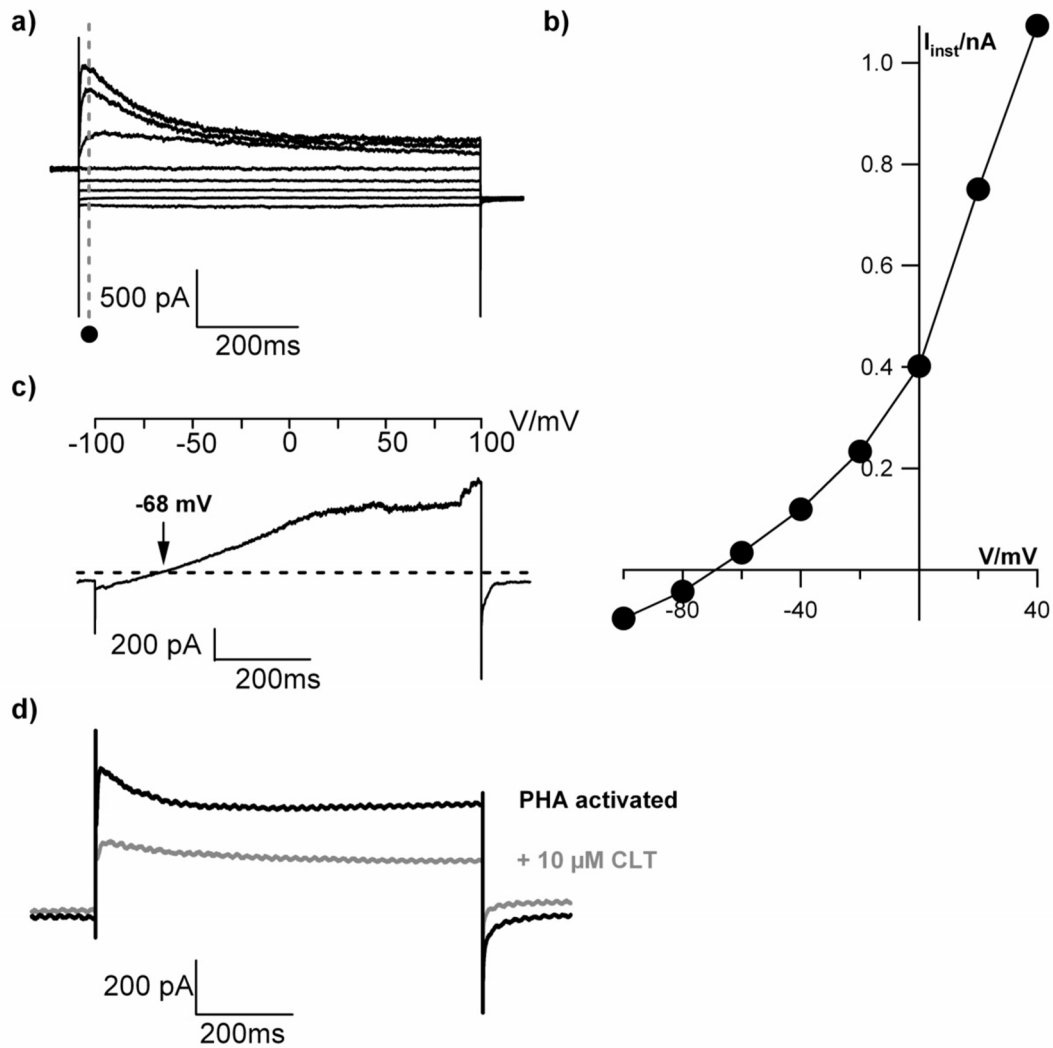 a)
500 pA
200ms
b)
I_inst/nA
1.0
0.8
0.6
0.4
0.2
V/mV
-80
-40
40
c)
V/mV
-100
-50
0
50
100
-68 mV
200 pA
200ms
d)
PHA activated
+ 10 µM CLT
200 pA
200ms